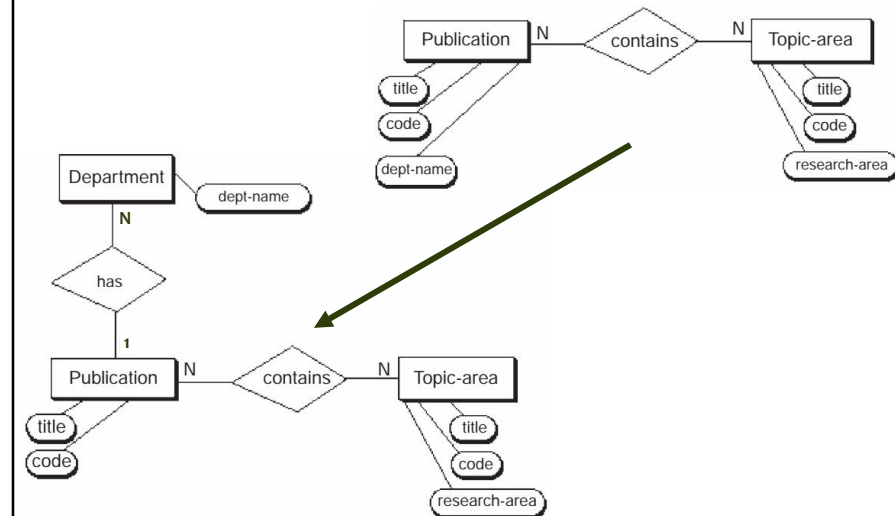 Publication N contains N Topic-area
title
code
dept-name
title
code
research-area
Department
dept-name
N
has
1
Publication N contains N Topic-area
title
code
title
code
research-area